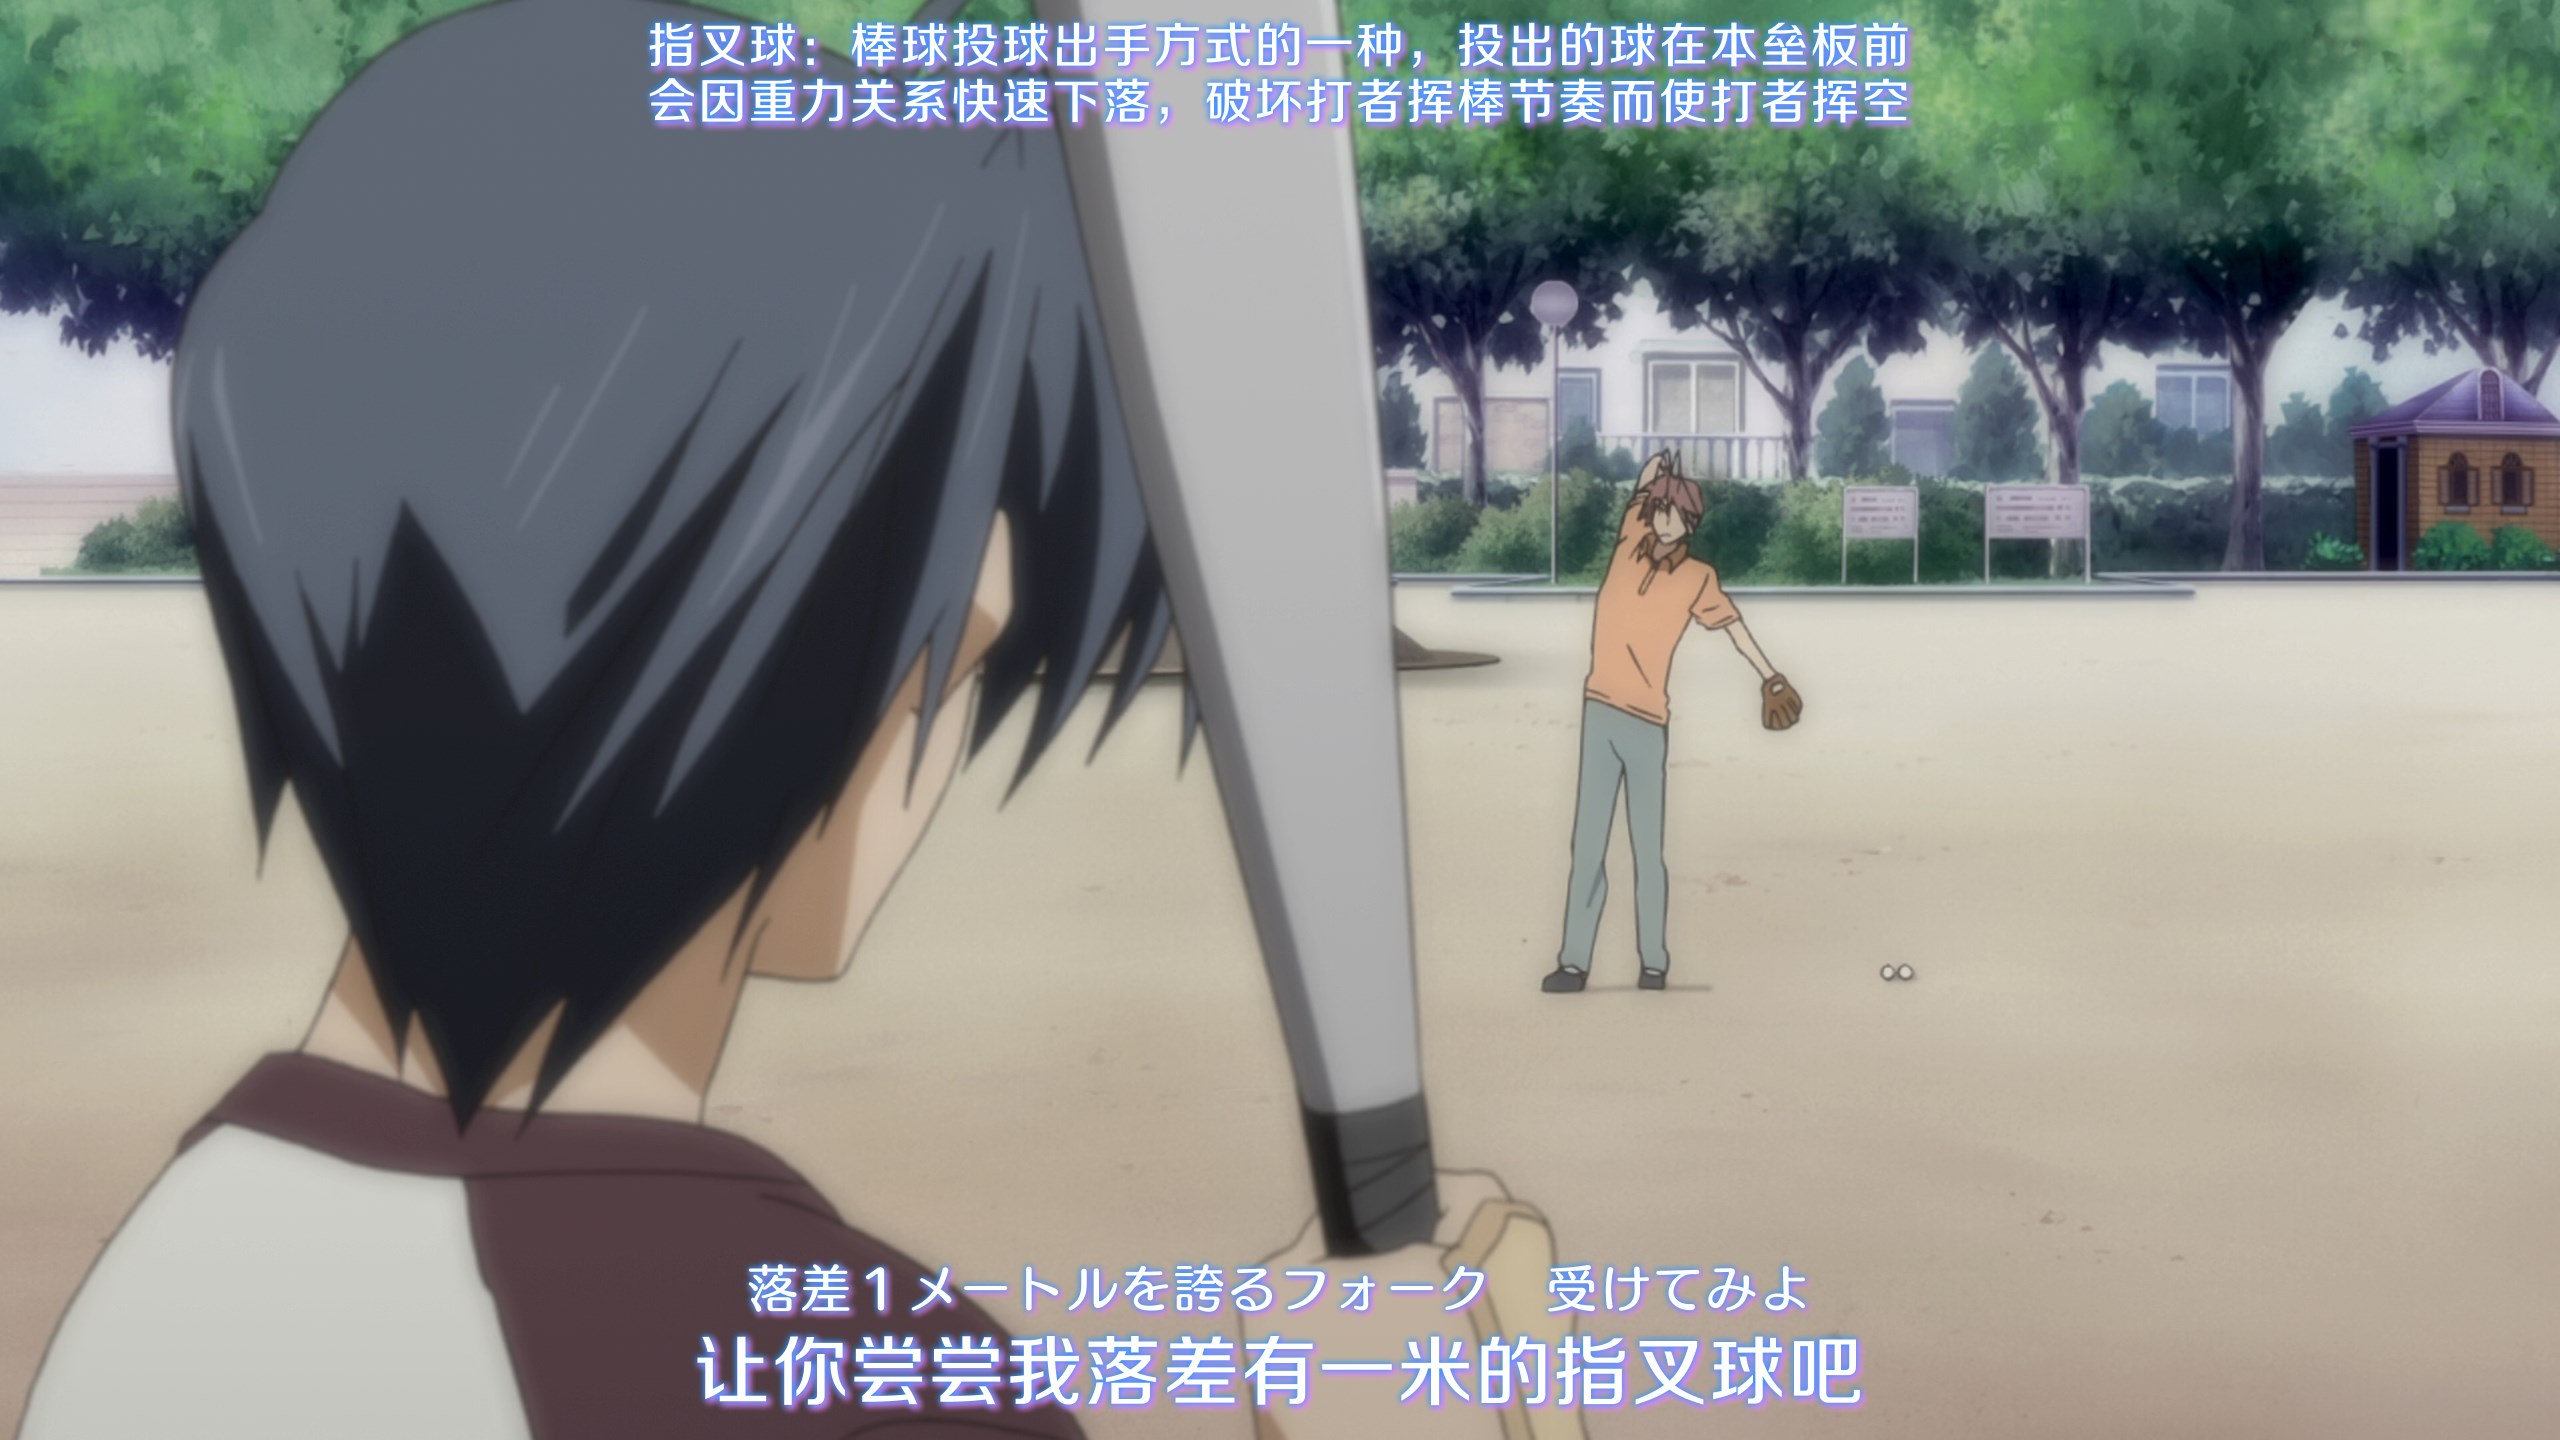 指叉球：棒球投球出手方式的一种，投出的球在本垒板前
会因重力关系快速下落，破坏打者挥棒节奏而使打者挥空
落差１メートルを誇るフォーク　受けてみよ
让你尝尝我落差有一米的指叉球吧